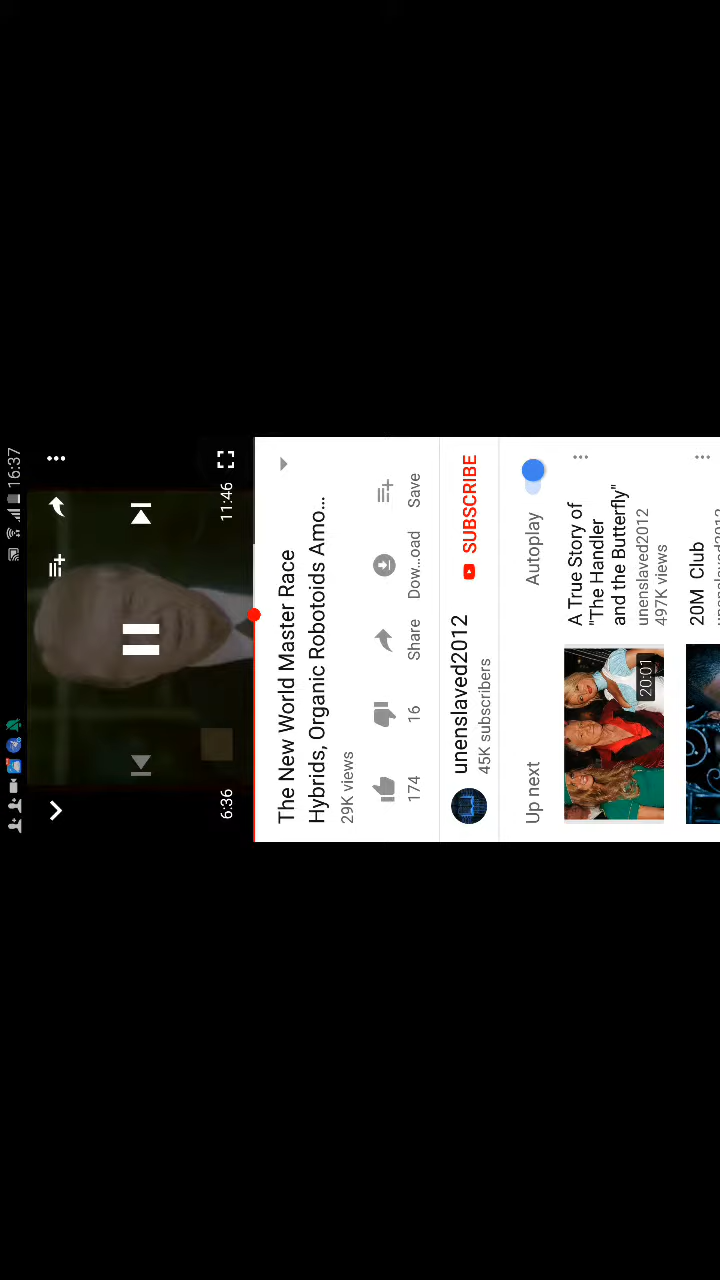 16:37
6:36
11:46
The New World Master Race
Hybrids, Organic Robotoids Amo...
29K views
174
16
Share
Dow...oad
Save
unenslaved2012
45K subscribers
SUBSCRIBE
Up next
Autoplay
A True Story of
"The Handler
and the Butterfly"
unenslaved2012
497K views
20:01
20M Club